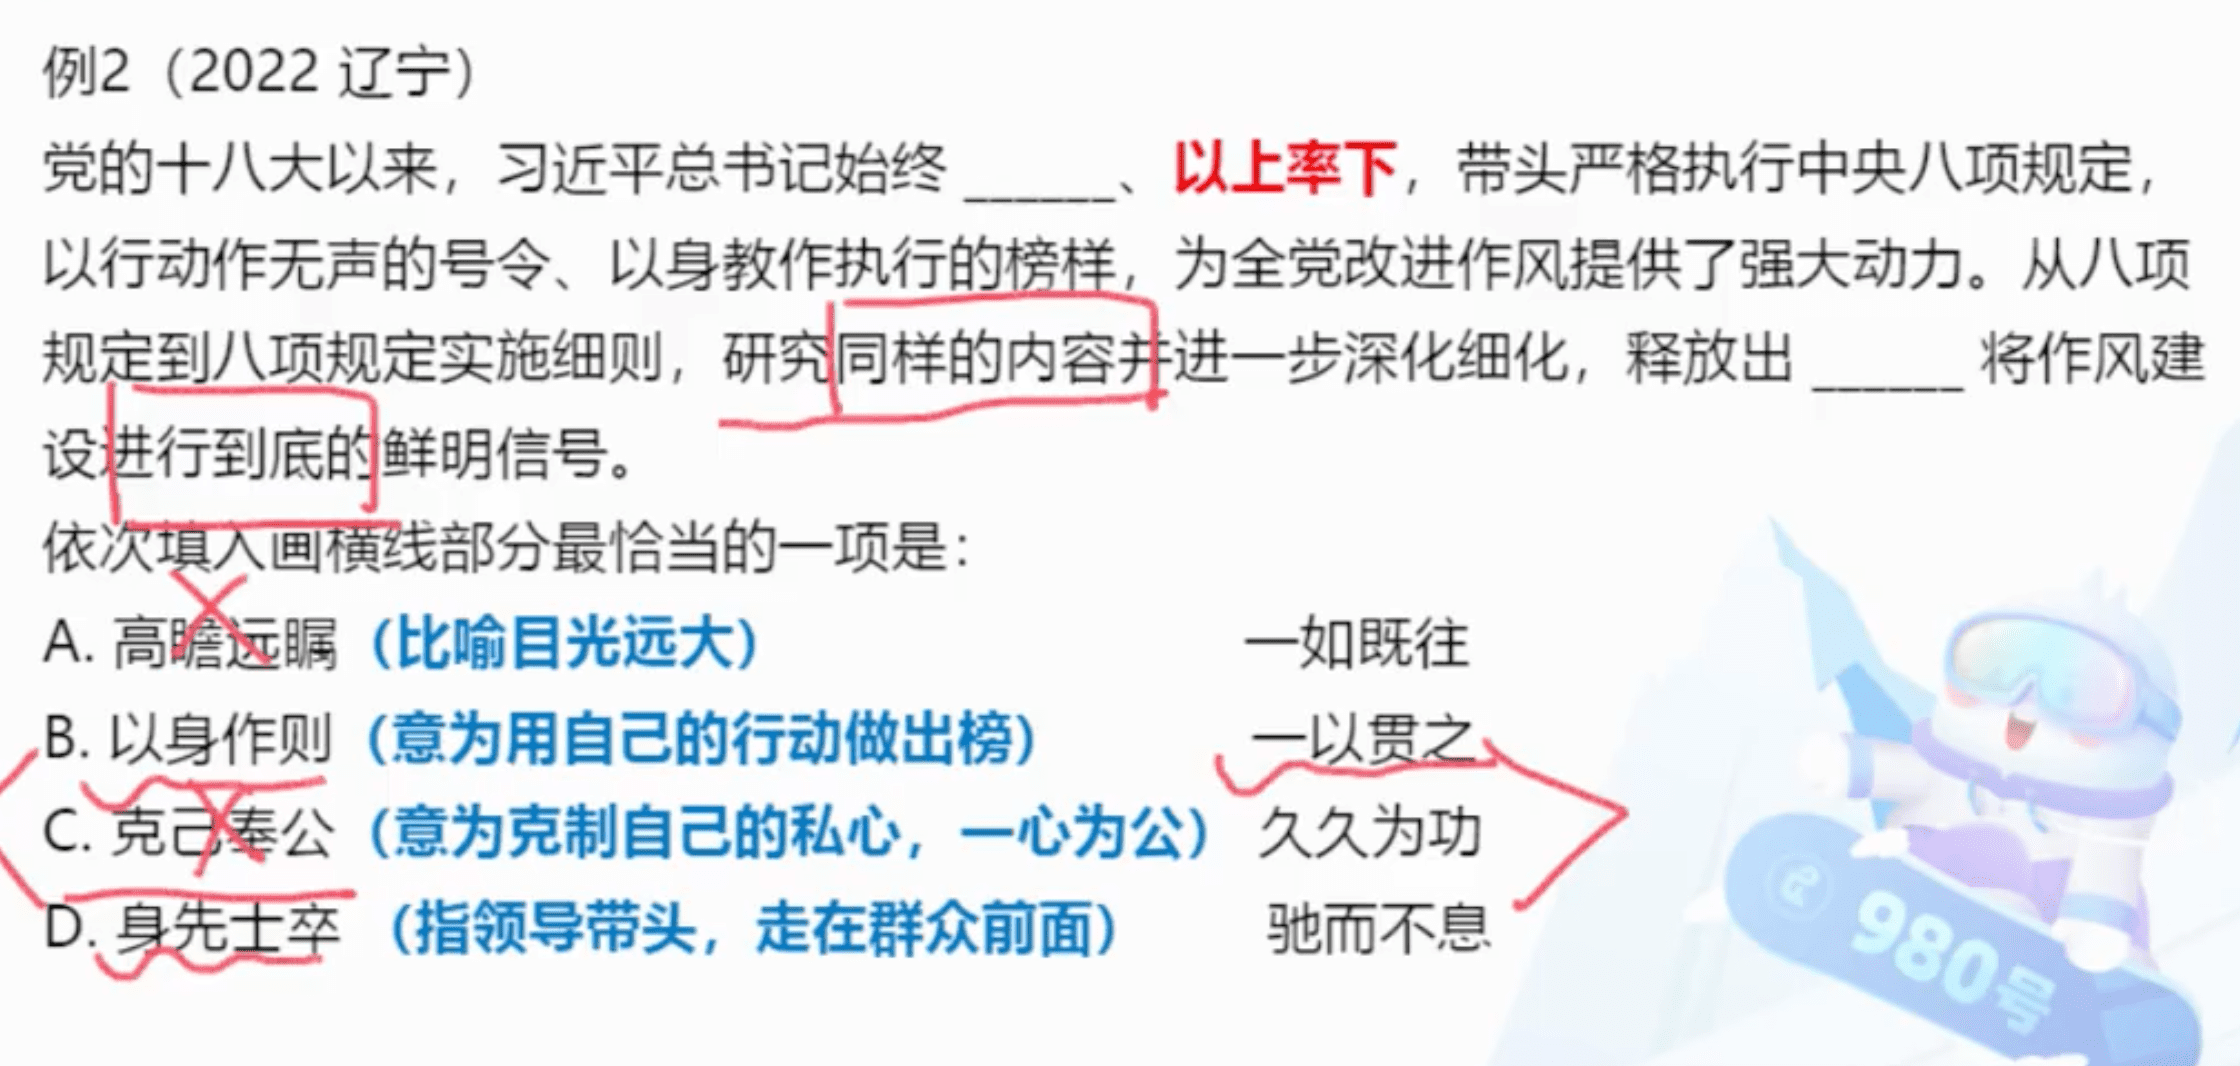 例2（2022 辽宁）
党的十八大以来，习近平总书记始终 ______、以上率下，带头严格执行中央八项规定，
以行动作无声的号令、以身教作执行的榜样，为全党改进作风提供了强大动力。从八项
规定到八项规定实施细则，研究同样的内容并进一步深化细化，释放出 ______ 将作风建
设进行到底的鲜明信号。
依次填入画横线部分最恰当的一项是：
A. 高瞻远瞩（比喻目光远大） 一如既往
B. 以身作则（意为用自己的行动做出榜） 一以贯之
C. 克己奉公（意为克制自己的私心，一心为公） 久久为功
D. 身先士卒（指领导带头，走在群众前面） 驰而不息
980号